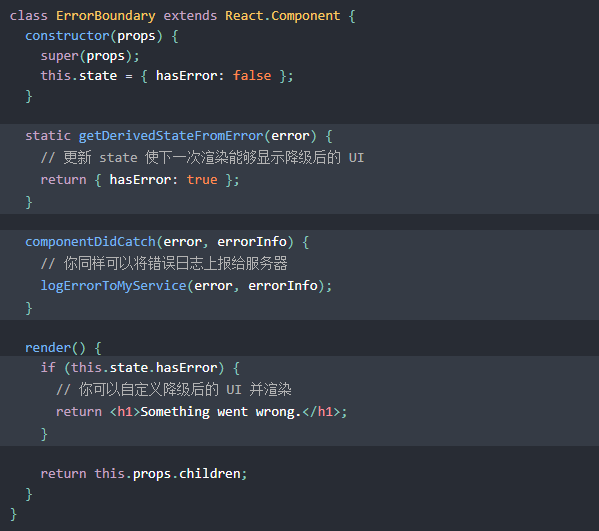 class ErrorBoundary extends React.Component {
  constructor(props) {
    super(props);
    this.state = { hasError: false };
  }

  static getDerivedStateFromError(error) {
    // 更新 state 使下一次渲染能够显示降级后的 UI
    return { hasError: true };
  }

  componentDidCatch(error, errorInfo) {
    // 你同样可以将错误日志上报给服务器
    logErrorToMyService(error, errorInfo);
  }

  render() {
    if (this.state.hasError) {
      // 你可以自定义降级后的 UI 并渲染
      return <h1>Something went wrong.</h1>;
    }

    return this.props.children;
  }
}